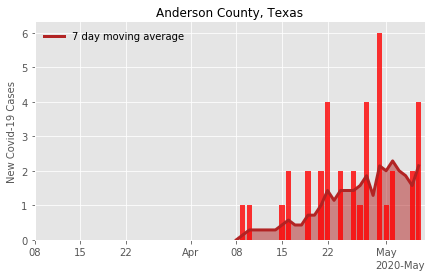 Anderson County, Texas
7 day moving average
New Covid-19 Cases
6
5
4
3
2
1
0
08 15 22 Apr 08 15 22 May
2020-May